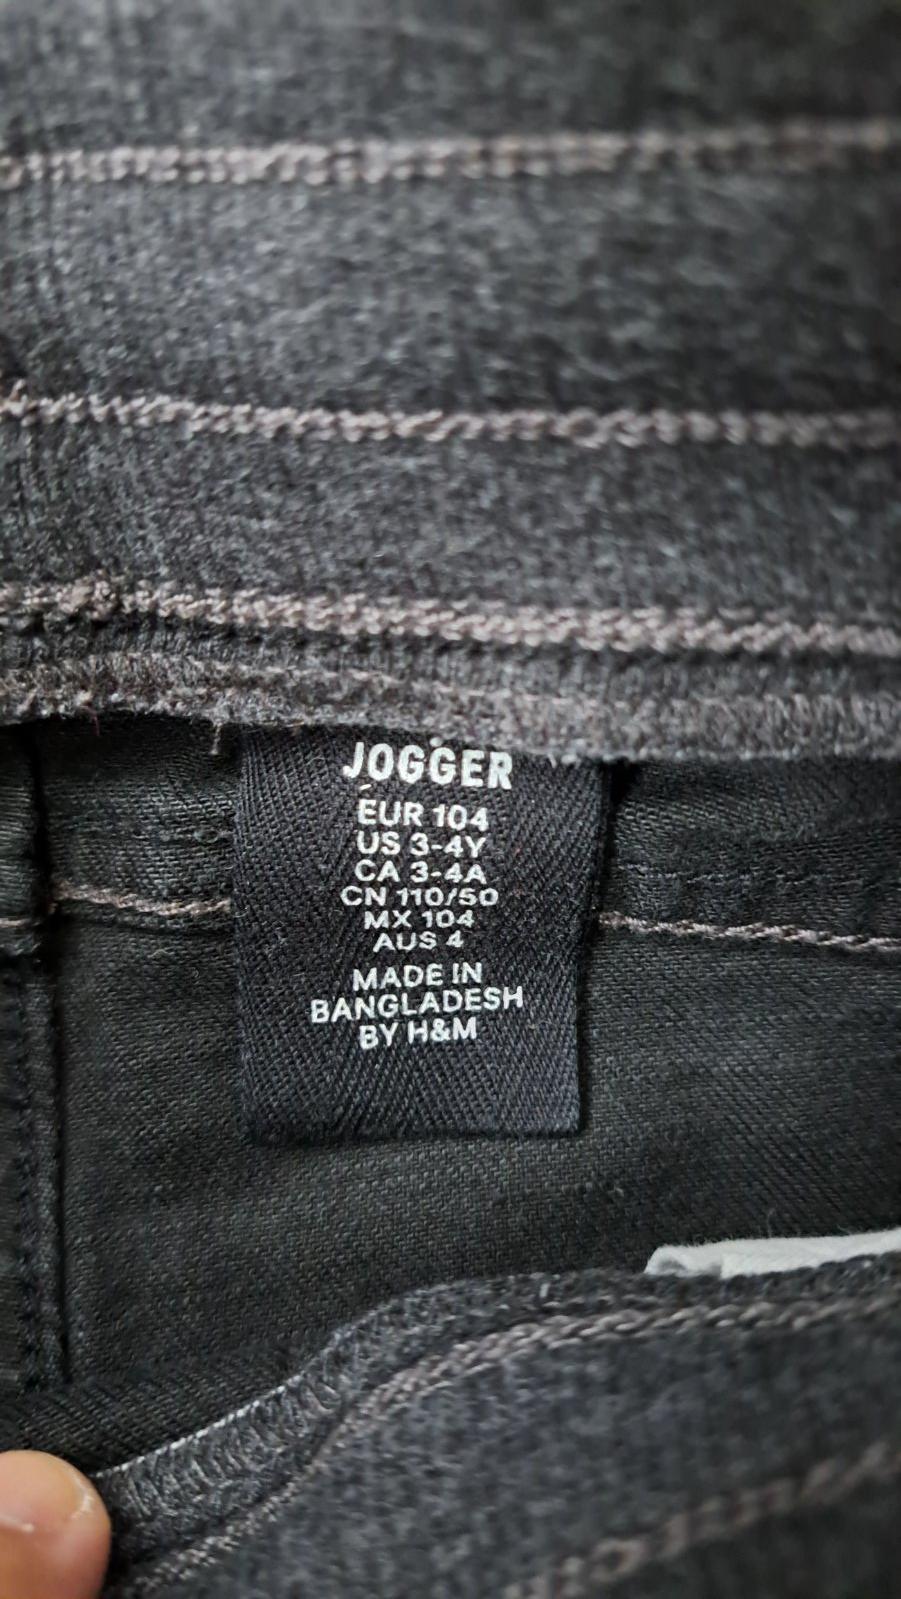 JOGGER
EUR 104
US 3-4Y
CA 3-4A
CN 110/50
MX 104
AUS 4
MADE IN
BANGLADESH
BY H&M